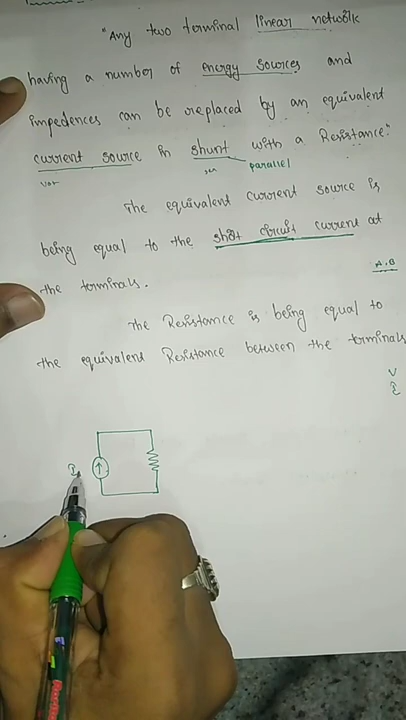 "Any two terminal linear network
having a number of energy sources and
impedences can be replaced by an equivalent
current source in shunt with a Resistance."
parallel
The equivalent current source is
being equal to the short circuit current at
A.B
the terminals.
The Resistance is being equal to
the equivalent Resistance between the terminals
V
I
I